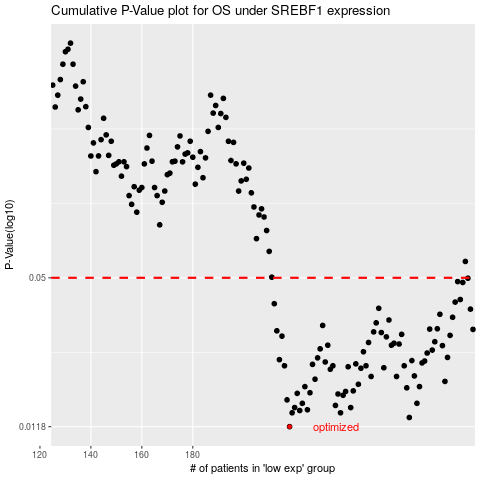 Cumulative P-Value plot for OS under SREBF1 expression
P-Value(log10)
0.05
0.0118
optimized
120 140 160 180
# of patients in 'low exp' group